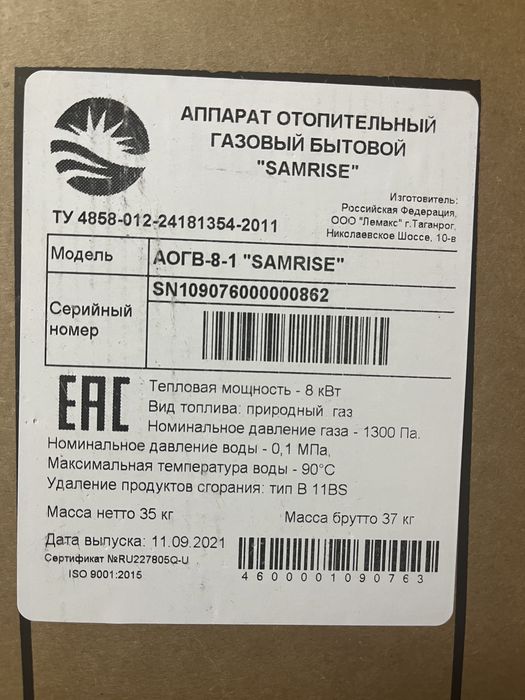 АППАРАТ ОТОПИТЕЛЬНЫЙ
ГАЗОВЫЙ БЫТОВОЙ
"SAMRISE"
Изготовитель:
Российская Федерация,
ООО "Лемакс" г.Таганрог,
Николаевское Шоссе, 10-в
ТУ 4858-012-24181354-2011
Модель
АОГВ-8-1 "SAMRISE"
Серийный номер
SN109076000000862
EAC
Тепловая мощность - 8 кВт
Вид топлива: природный газ
Номинальное давление газа - 1300 Па.
Номинальное давление воды - 0,1 МПа,
Максимальная температура воды - 90°С
Удаление продуктов сгорания: тип В 11BS
Масса нетто 35 кг
Масса брутто 37 кг
Дата выпуска: 11.09.2021
Сертификат №RU227805Q-U
ISO 9001:2015
4600001090763